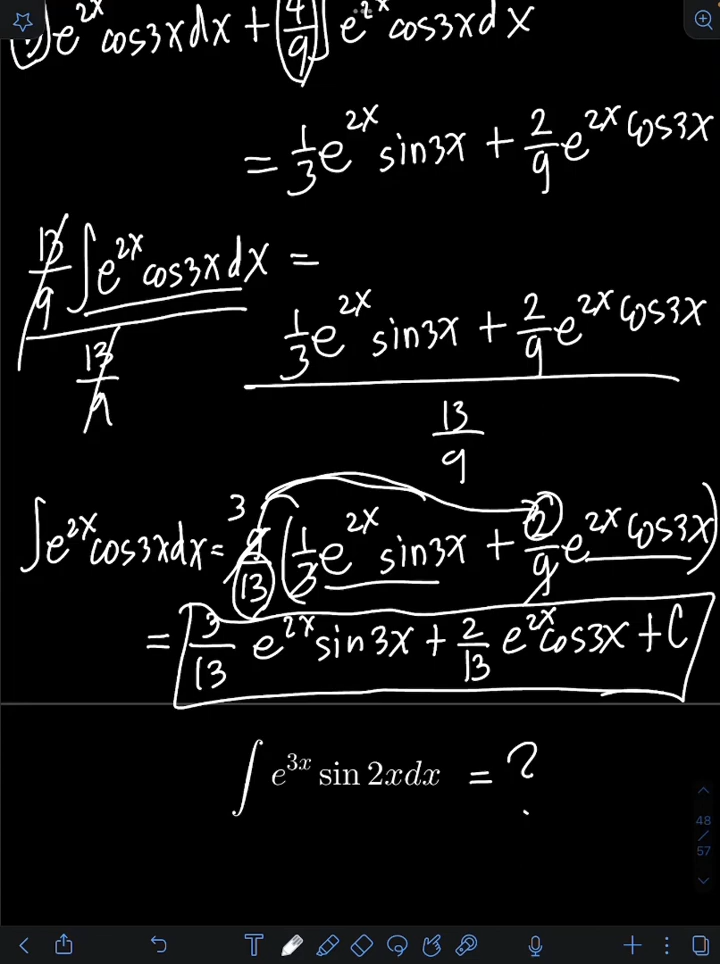 ∫e^{2x} cos3x dx + (4/9) ∫ e^{2x} cos3x dx
= 1/3 e^{2x} sin3x + 2/9 e^{2x} cos3x
13/9 ∫e^{2x} cos3x dx =
13/9
1/3 e^{2x} sin3x + 2/9 e^{2x} cos3x
13/9
∫e^{2x} cos3x dx = 3 9/13 (1/3 e^{2x} sin3x + 2/9 e^{2x} cos3x)
= 3/13 e^{2x} sin3x + 2/13 e^{2x} cos3x + C
∫ e^{3x} sin 2xdx = ?
48
/
57
T